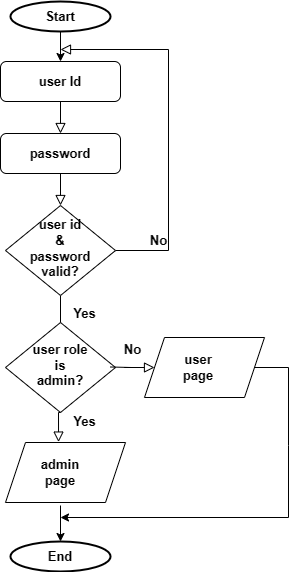 Start
user Id
password
user id
&
password
valid?
No
Yes
user role
is
admin?
No
user
page
Yes
admin
page
End